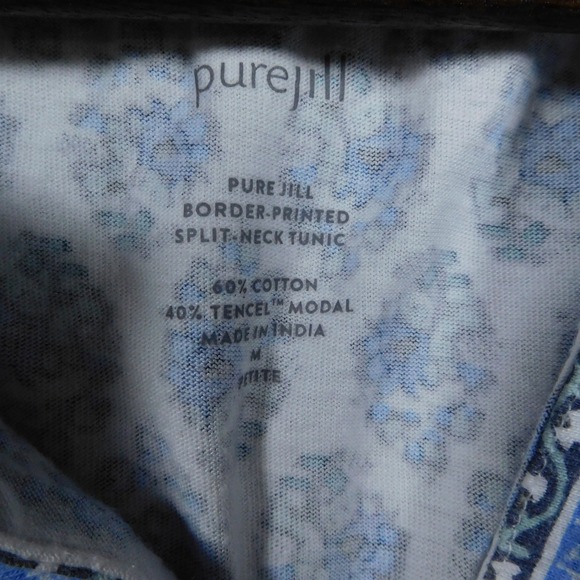 purejill
PURE JILL
BORDER-PRINTED
SPLIT-NECK TUNIC
60% COTTON
40% TENCEL™ MODAL
MADE IN INDIA
M
PETITE